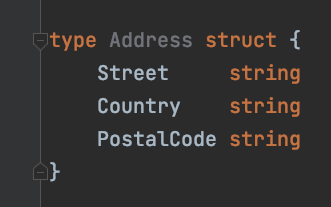 type Address struct {
    Street     string
    Country    string
    PostalCode string
}